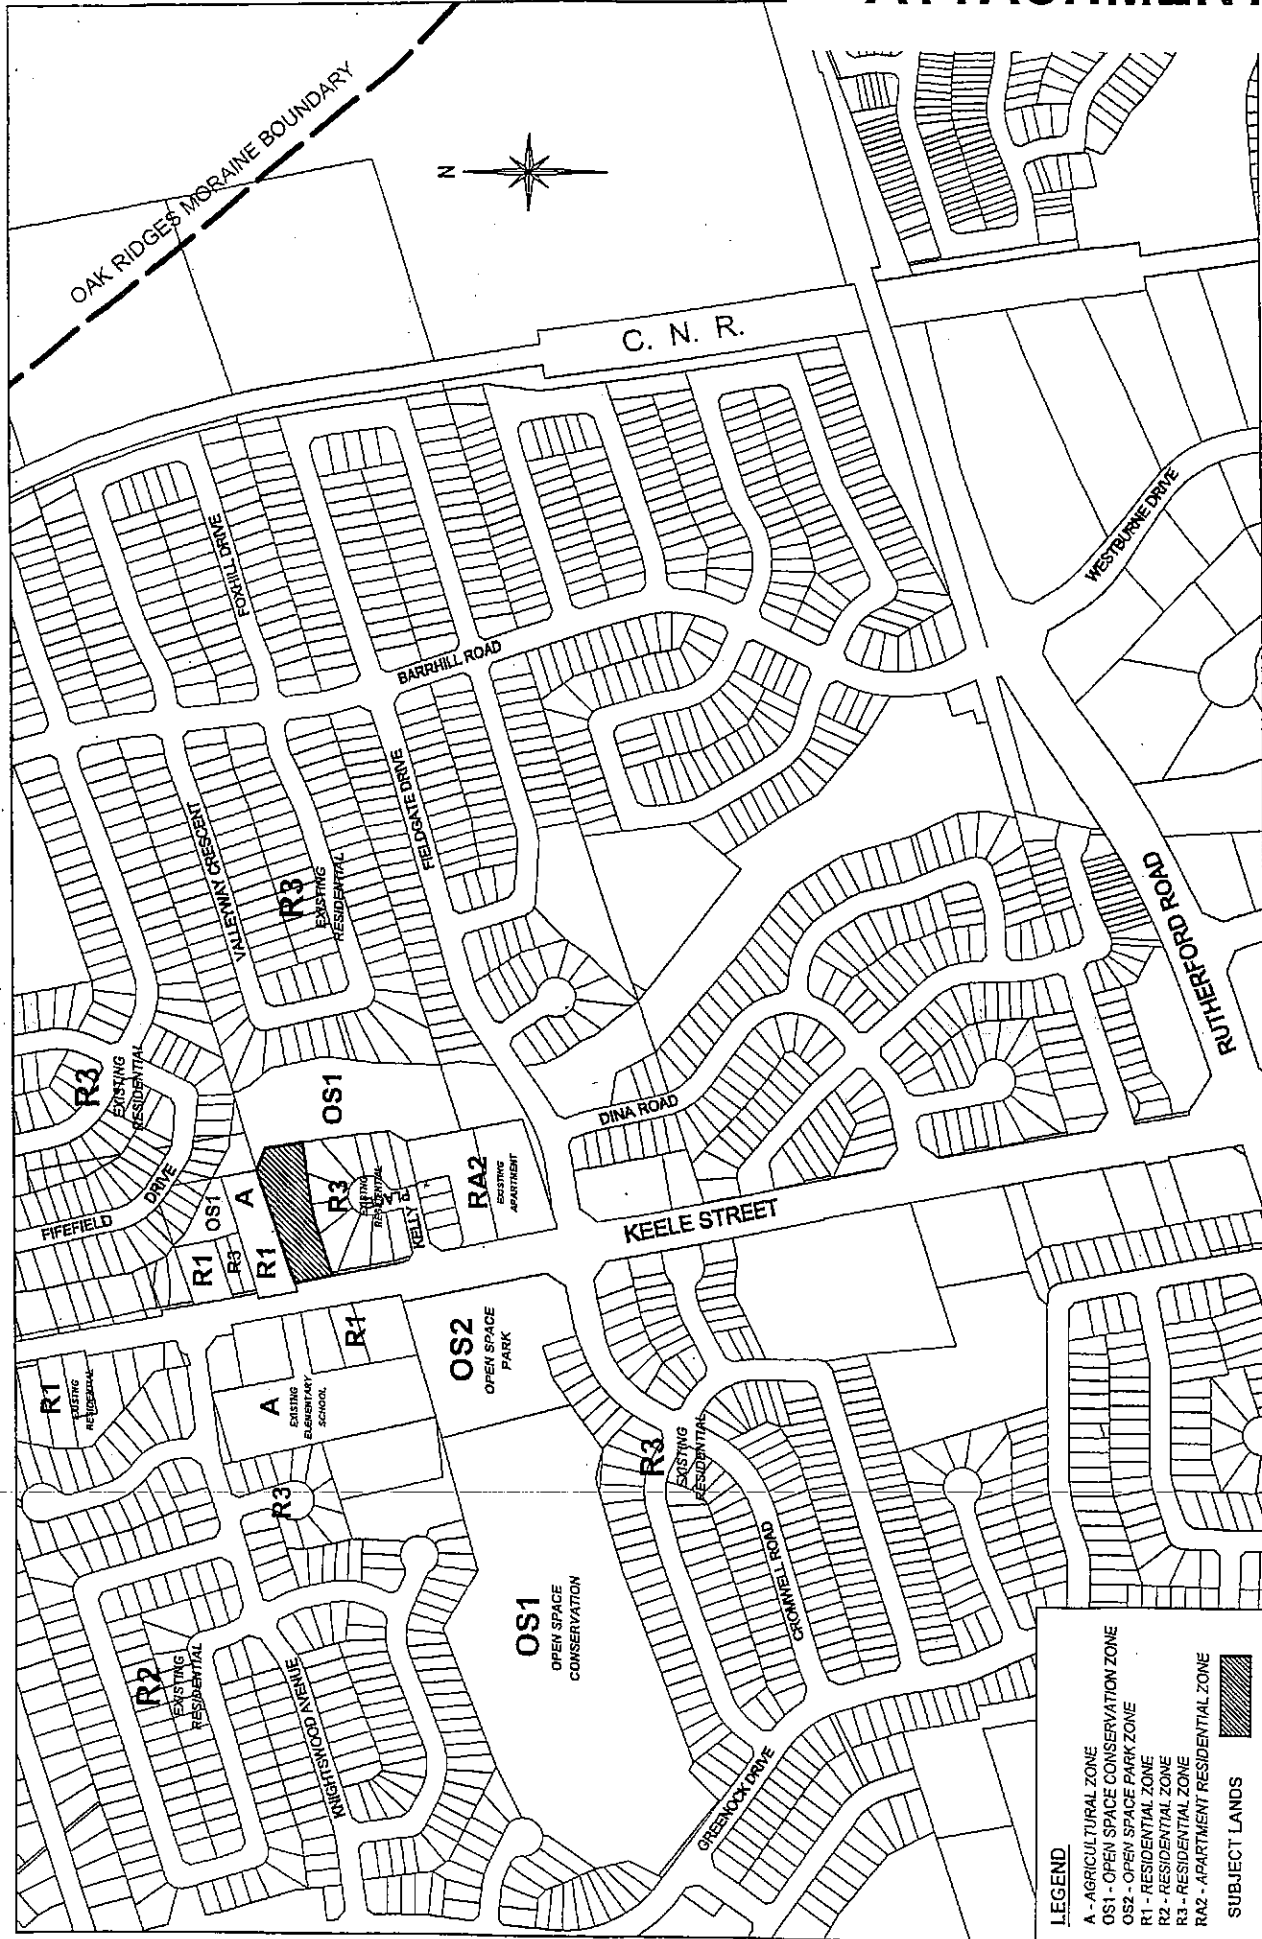 ATTACHMENT
OAK RIDGES MORAINE BOUNDARY
N
C. N. R.
FOXHILL DRIVE
BARRHILL ROAD
WESTBURNE DRIVE
VALLEYWAY CRESCENT
FIELDGATE DRIVE
R3
EXISTING
RESIDENTIAL
RUTHERFORD ROAD
R3
EXISTING
RESIDENTIAL
OS1
DINA ROAD
FIFEFIELD DRIVE
OS1
A
R3
EXISTING
RESIDENTIAL
KELLY
RA2
EXISTING
APARTMENT
KEELE STREET
R1
R3
R1
R1
EXISTING
RESIDENTIAL
A
EXISTING
ELEMENTARY
SCHOOL
R1
OS2
OPEN SPACE
PARK
R3
R3
EXISTING
RESIDENTIAL
CROMWELL ROAD
OS1
OPEN SPACE
CONSERVATION
R2
EXISTING
RESIDENTIAL
KNIGHTSWOOD AVENUE
GREENOCK DRIVE
LEGEND
A - AGRICULTURAL ZONE
OS1 - OPEN SPACE CONSERVATION ZONE
OS2 - OPEN SPACE PARK ZONE
R1 - RESIDENTIAL ZONE
R2 - RESIDENTIAL ZONE
R3 - RESIDENTIAL ZONE
RA2 - APARTMENT RESIDENTIAL ZONE
SUBJECT LANDS